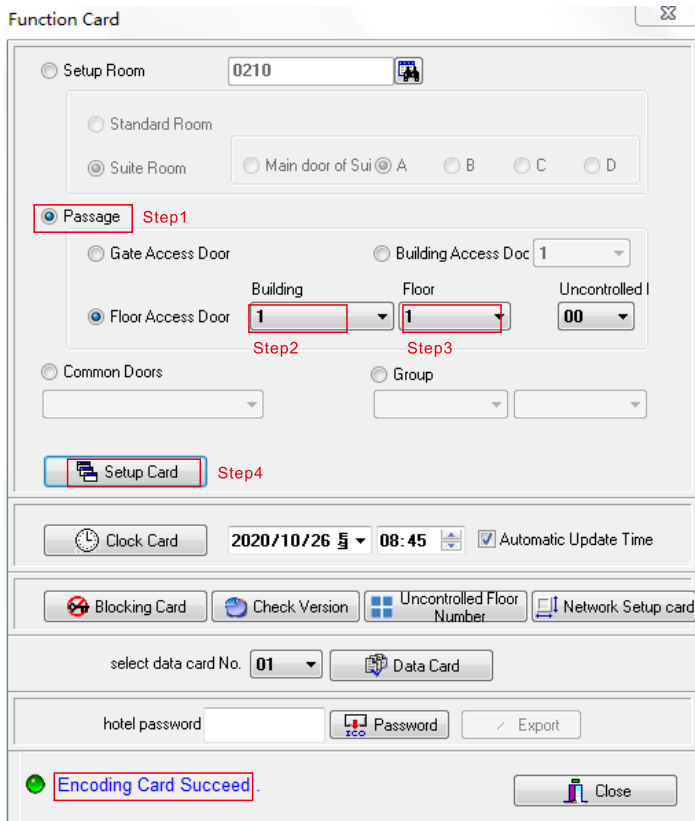 Function Card
Setup Room 0210
Standard Room
Suite Room Main door of Sui A B C D
Passage Step1
Gate Access Door Building Access Doc 1
Building Floor Uncontrolled
Floor Access Door 1 1 00
Step2 Step3
Common Doors Group
Setup Card Step4
Clock Card 2020/10/26 08:45 Automatic Update Time
Blocking Card Check Version Uncontrolled Floor Number Network Setup card
select data card No. 01 Data Card
hotel password ICO Password Export
Encoding Card Succeed. Close